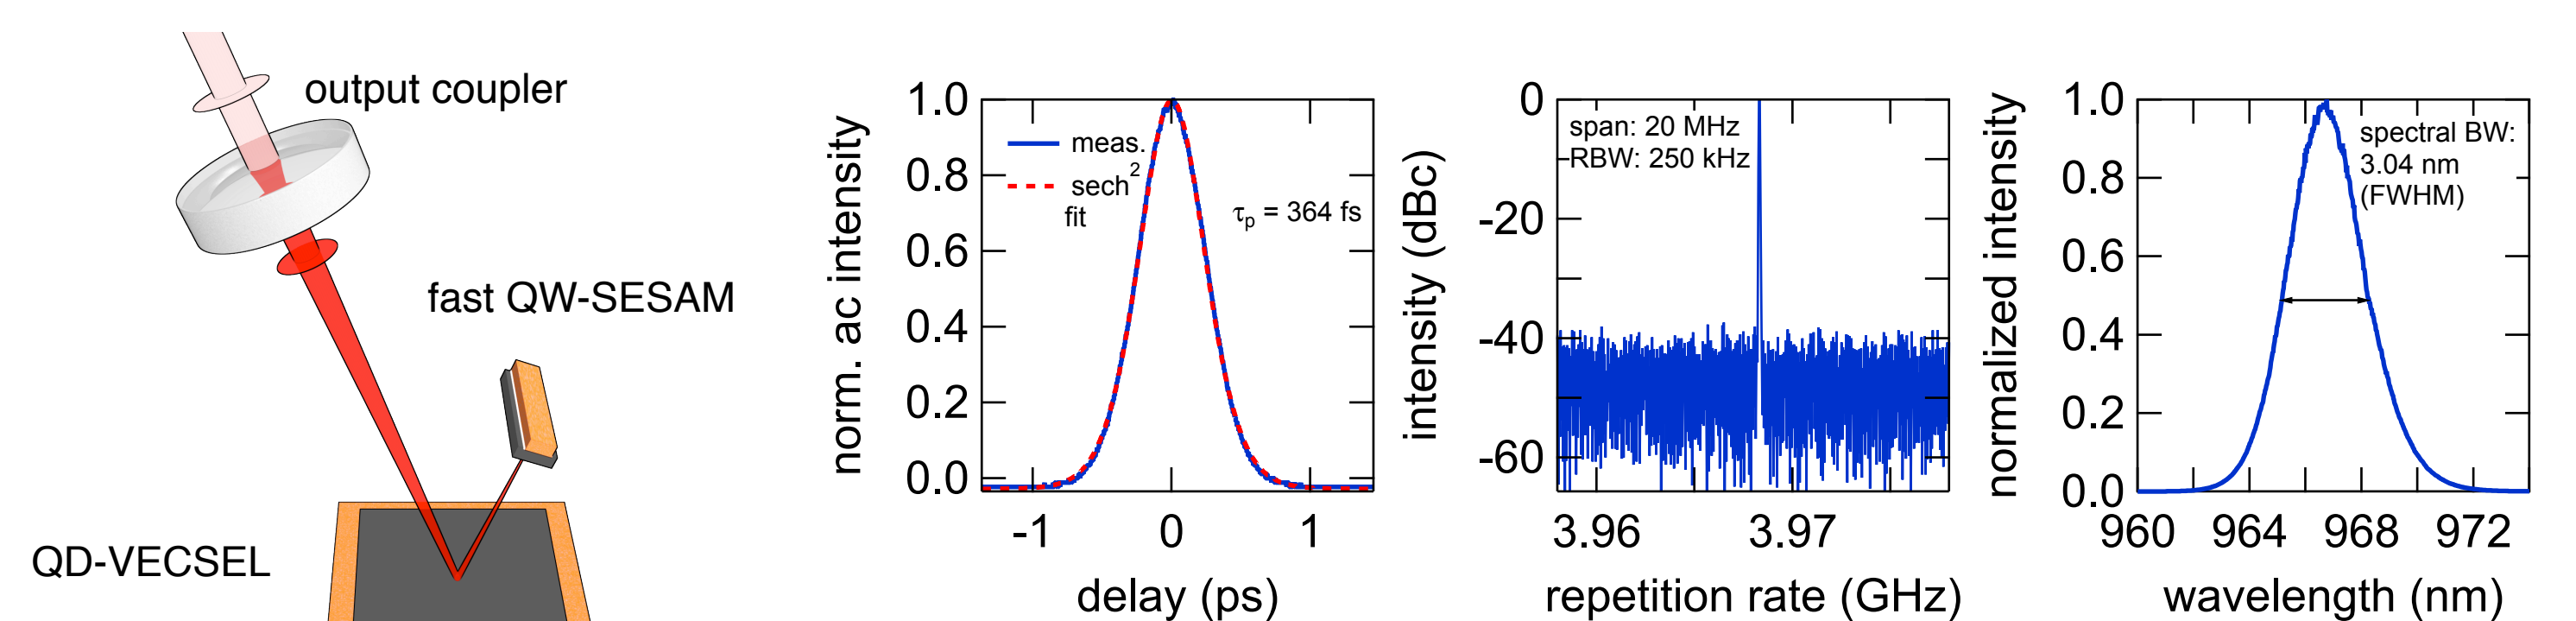 output coupler
fast QW-SESAM
QD-VECSEL
norm. ac intensity
1.0
0.8
0.6
0.4
0.2
0.0
meas.
sech²
fit
τp = 364 fs
-1 0 1
delay (ps)
intensity (dBc)
0
-20
-40
-60
span: 20 MHz
RBW: 250 kHz
3.96 3.97
repetition rate (GHz)
normalized intensity
1.0
0.8
0.6
0.4
0.2
0.0
spectral BW:
3.04 nm
(FWHM)
960 964 968 972
wavelength (nm)